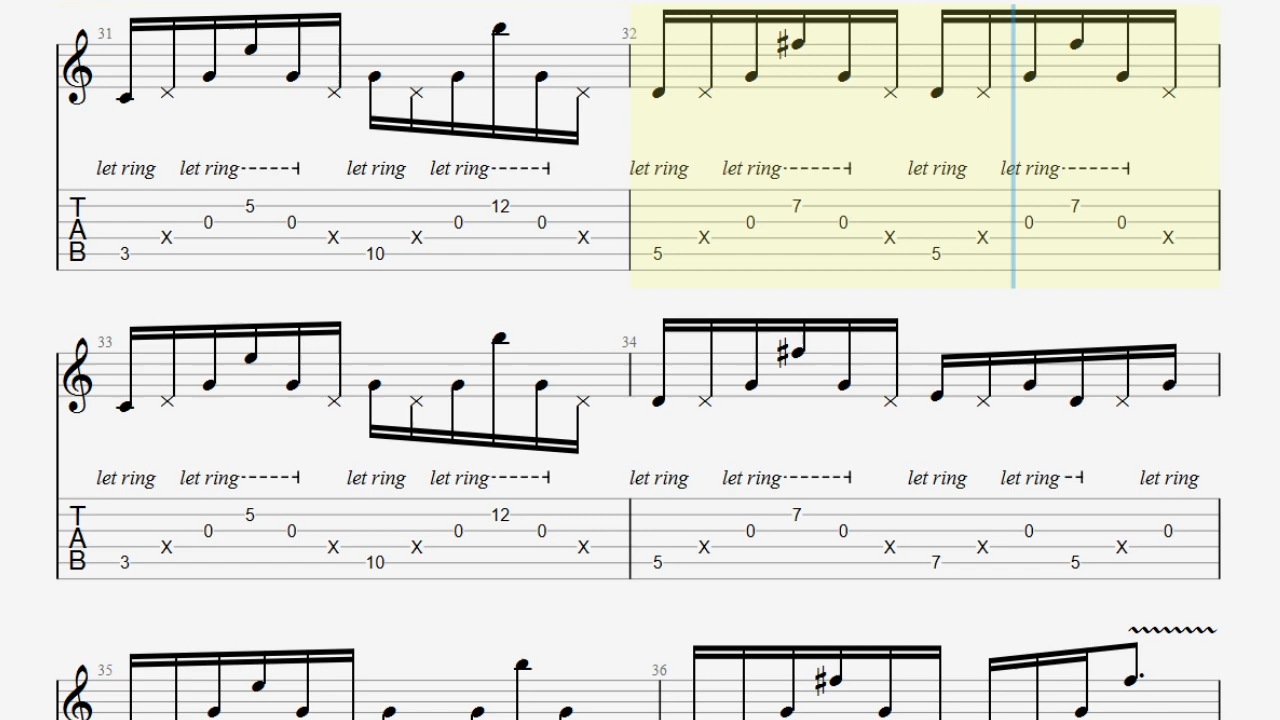 31 32
let ring let ring let ring let ring let ring let ring let ring let ring
T 5 12 7 7
A 0 0 0 0 0 0 0 0
X X X X X X X X
B 3 10 5 5
33 34
let ring let ring let ring let ring let ring let ring let ring let ring let ring
T 5 12 7
A 0 0 0 0 0 0 0 0
X X X X X X X X
B 3 10 5 7 5
35 36